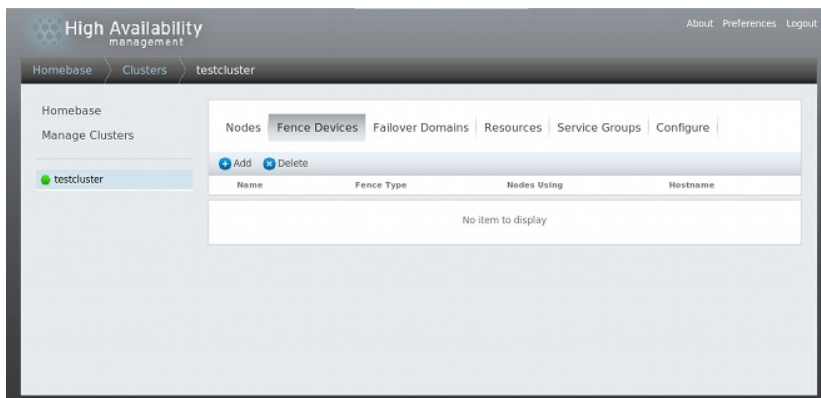 High Availability
management
About Preferences Logout
Homebase Clusters testcluster
Homebase
Manage Clusters
testcluster
Nodes Fence Devices Failover Domains Resources Service Groups Configure
Add Delete
Name Fence Type Nodes Using Hostname
No item to display